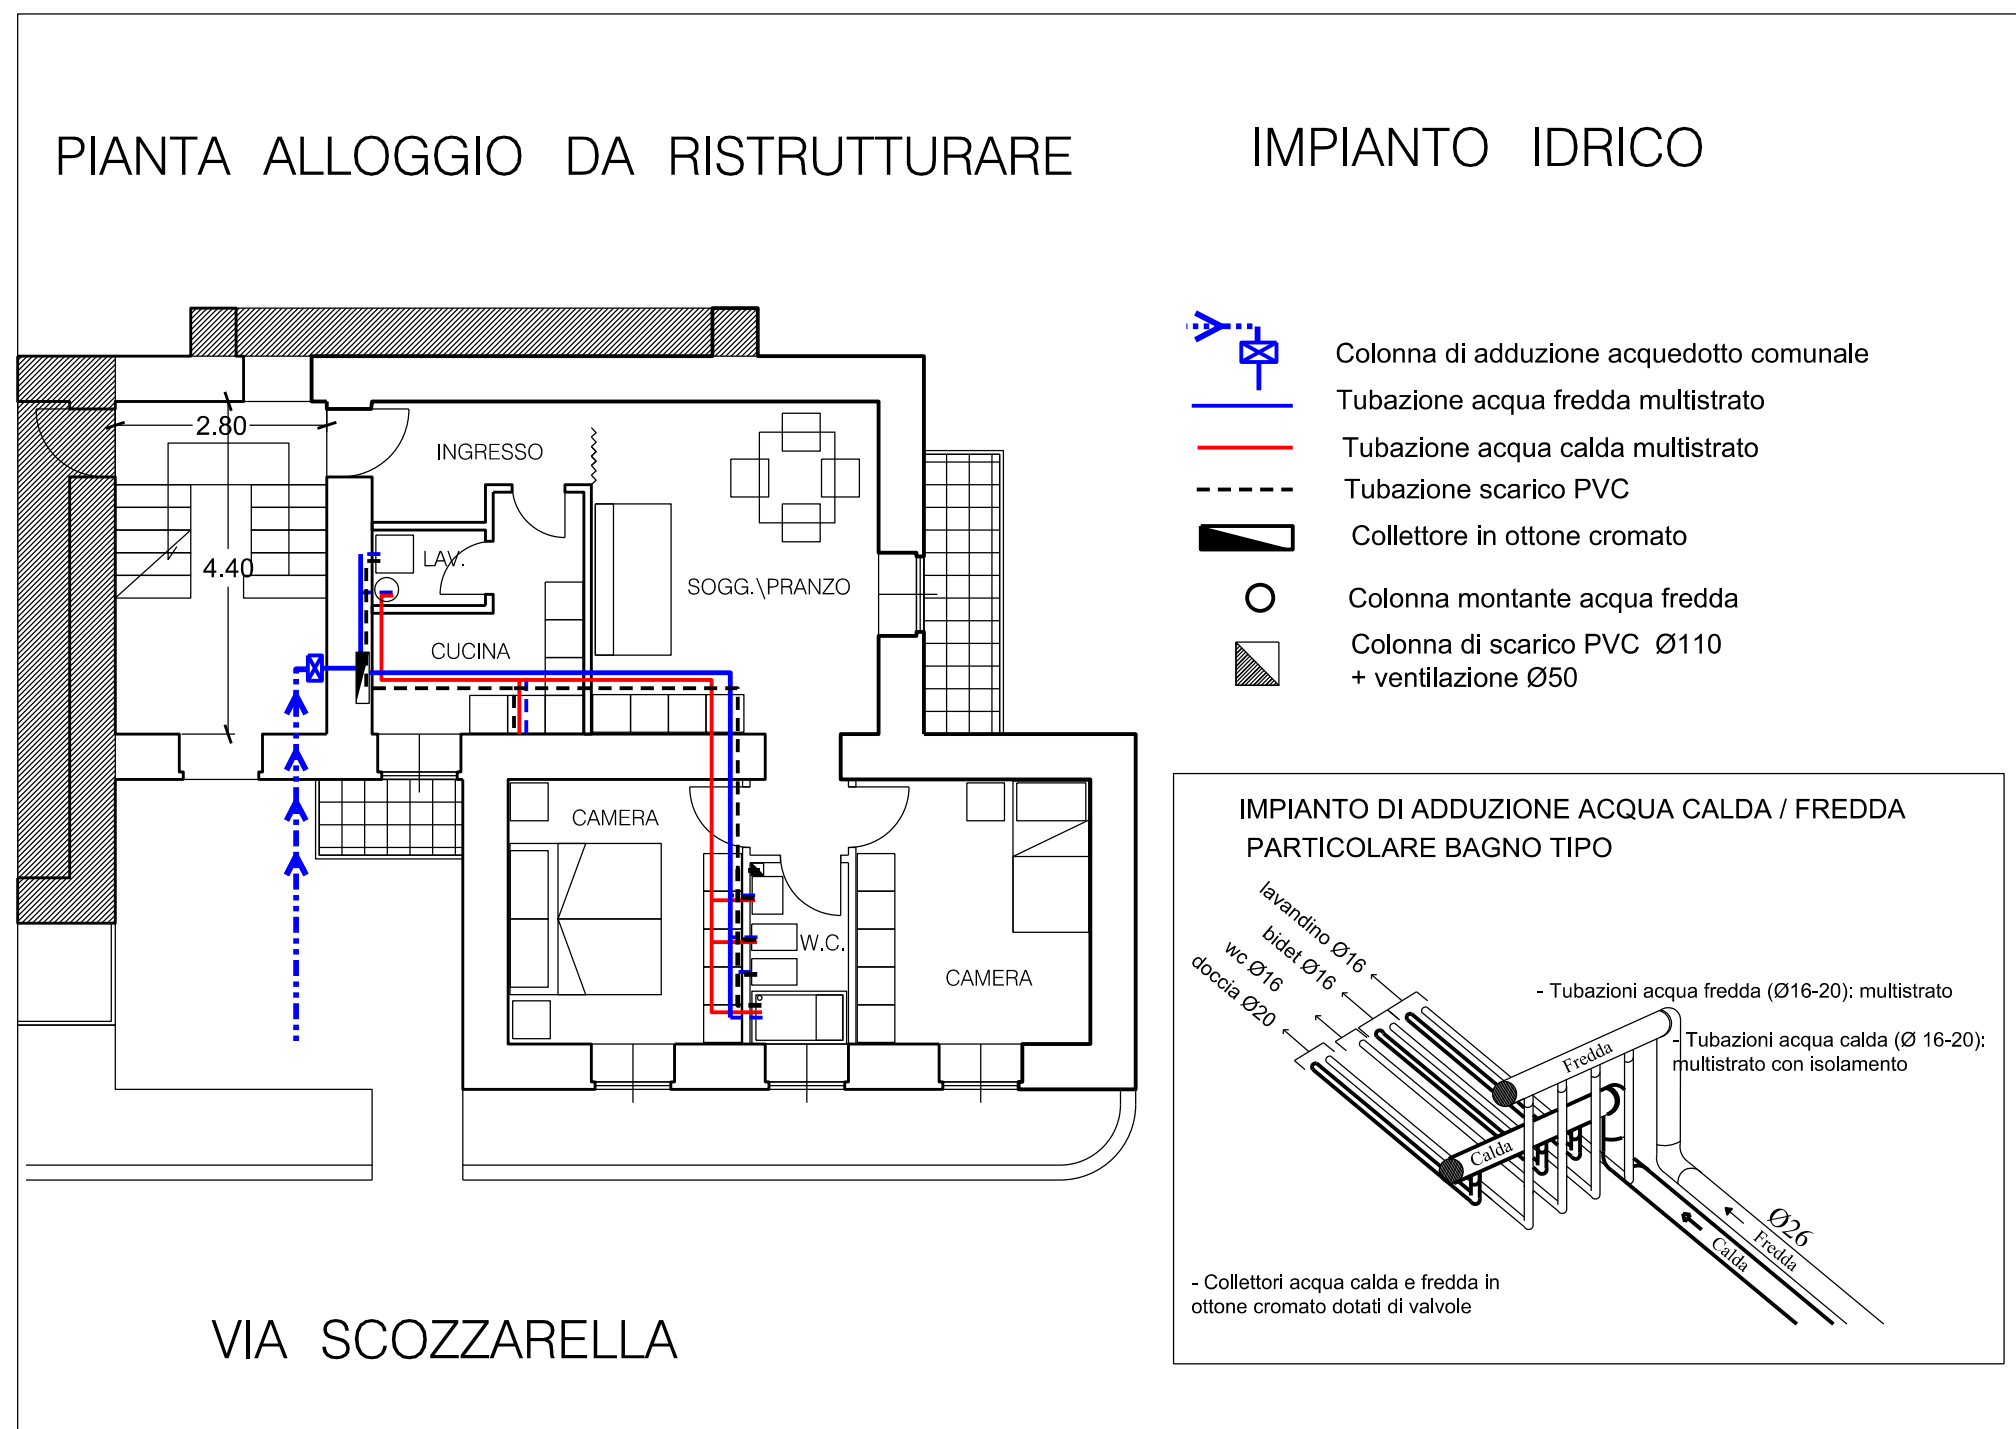 PIANTA ALLOGGIO DA RISTRUTTURARE
IMPIANTO IDRICO
2.80
4.40
INGRESSO
LAV.
CUCINA
SOGG.\PRANZO
CAMERA
W.C.
CAMERA
VIA SCOZZARELLA
Colonna di adduzione acquedotto comunale
Tubazione acqua fredda multistrato
Tubazione acqua calda multistrato
Tubazione scarico PVC
Collettore in ottone cromato
Colonna montante acqua fredda
Colonna di scarico PVC Ø110
+ ventilazione Ø50
IMPIANTO DI ADDUZIONE ACQUA CALDA / FREDDA
PARTICOLARE BAGNO TIPO
lavandino Ø16
bidet Ø16
wc Ø16
doccia Ø20
- Tubazioni acqua fredda (Ø16-20): multistrato
- Tubazioni acqua calda (Ø 16-20):
multistrato con isolamento
Fredda
Calda
Ø26
Fredda
Calda
- Collettori acqua calda e fredda in
ottone cromato dotati di valvole